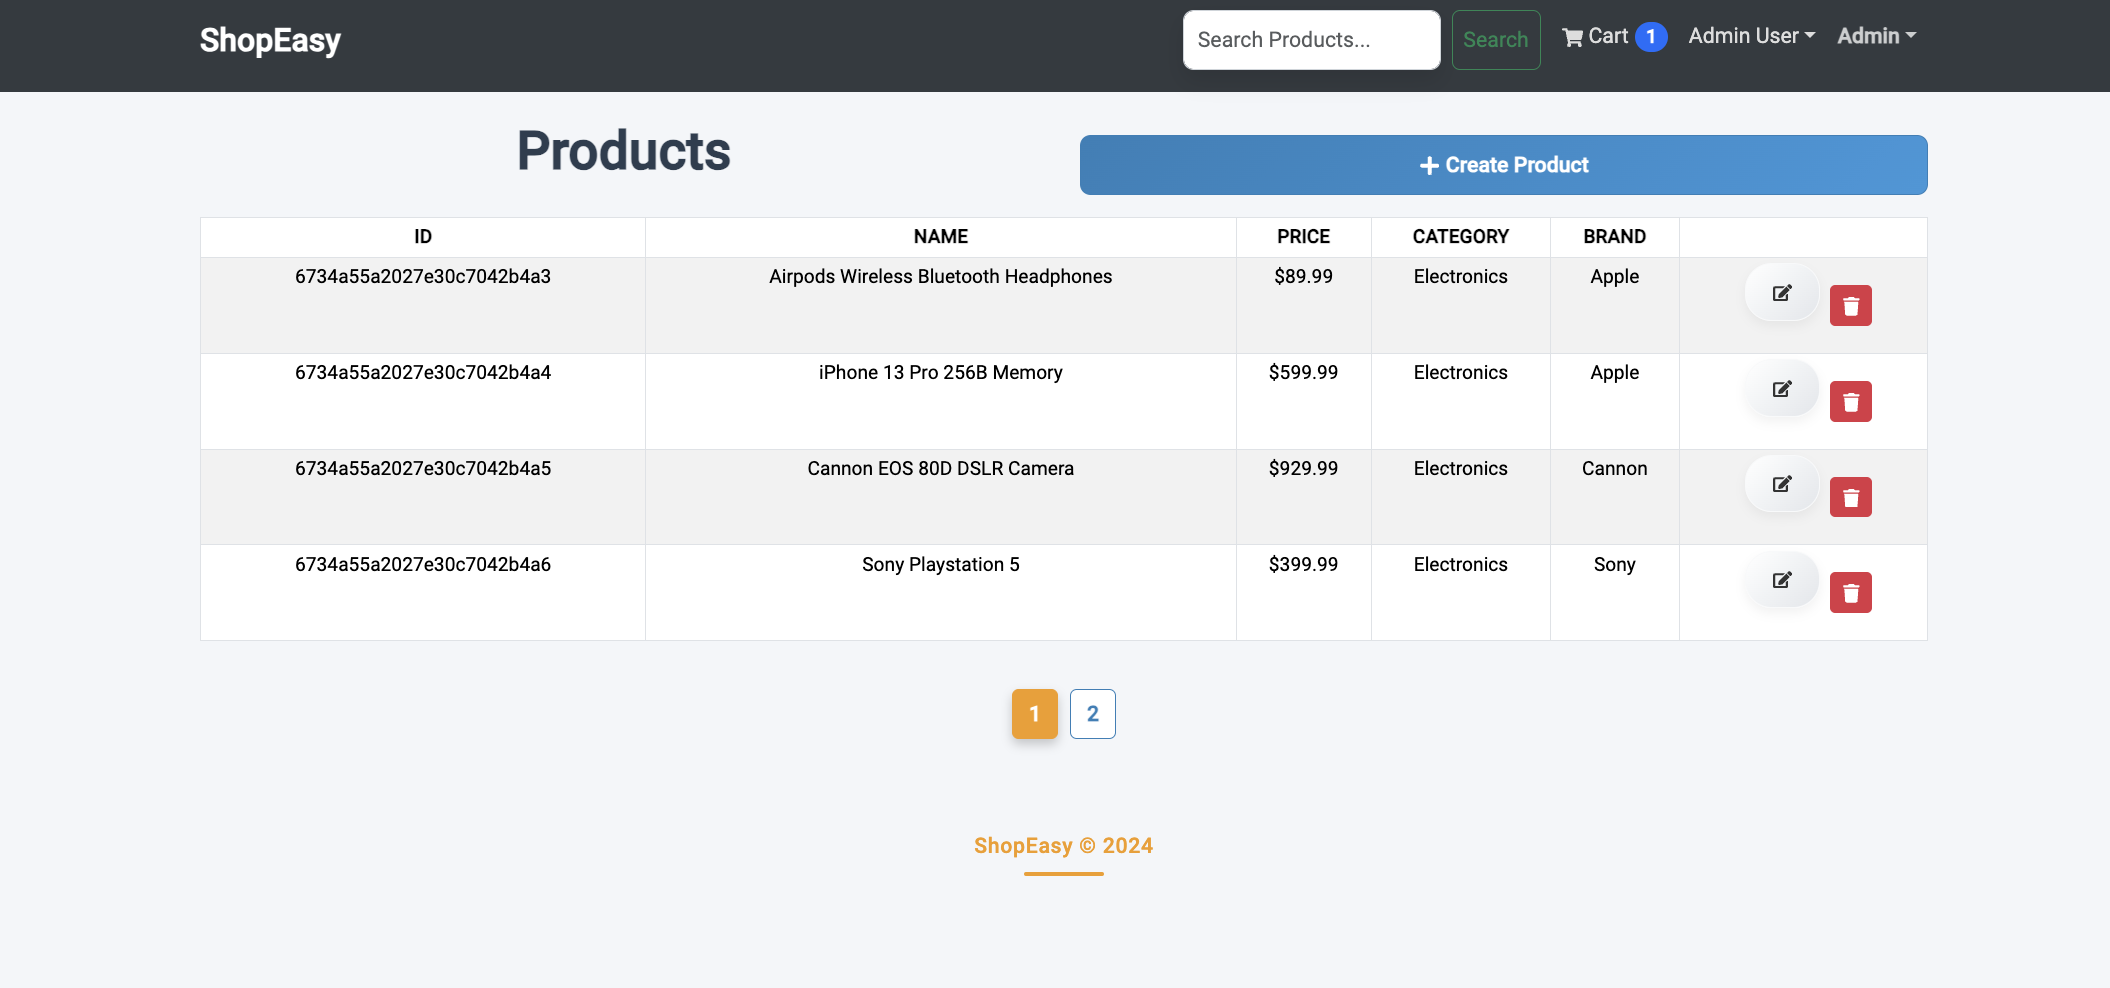 ShopEasy
Search Products...
Search
Cart 1
Admin User
Admin
Products
Create Product
ID NAME PRICE CATEGORY BRAND
6734a55a2027e30c7042b4a3 Airpods Wireless Bluetooth Headphones $89.99 Electronics Apple
6734a55a2027e30c7042b4a4 iPhone 13 Pro 256B Memory $599.99 Electronics Apple
6734a55a2027e30c7042b4a5 Cannon EOS 80D DSLR Camera $929.99 Electronics Cannon
6734a55a2027e30c7042b4a6 Sony Playstation 5 $399.99 Electronics Sony
1 2
ShopEasy © 2024